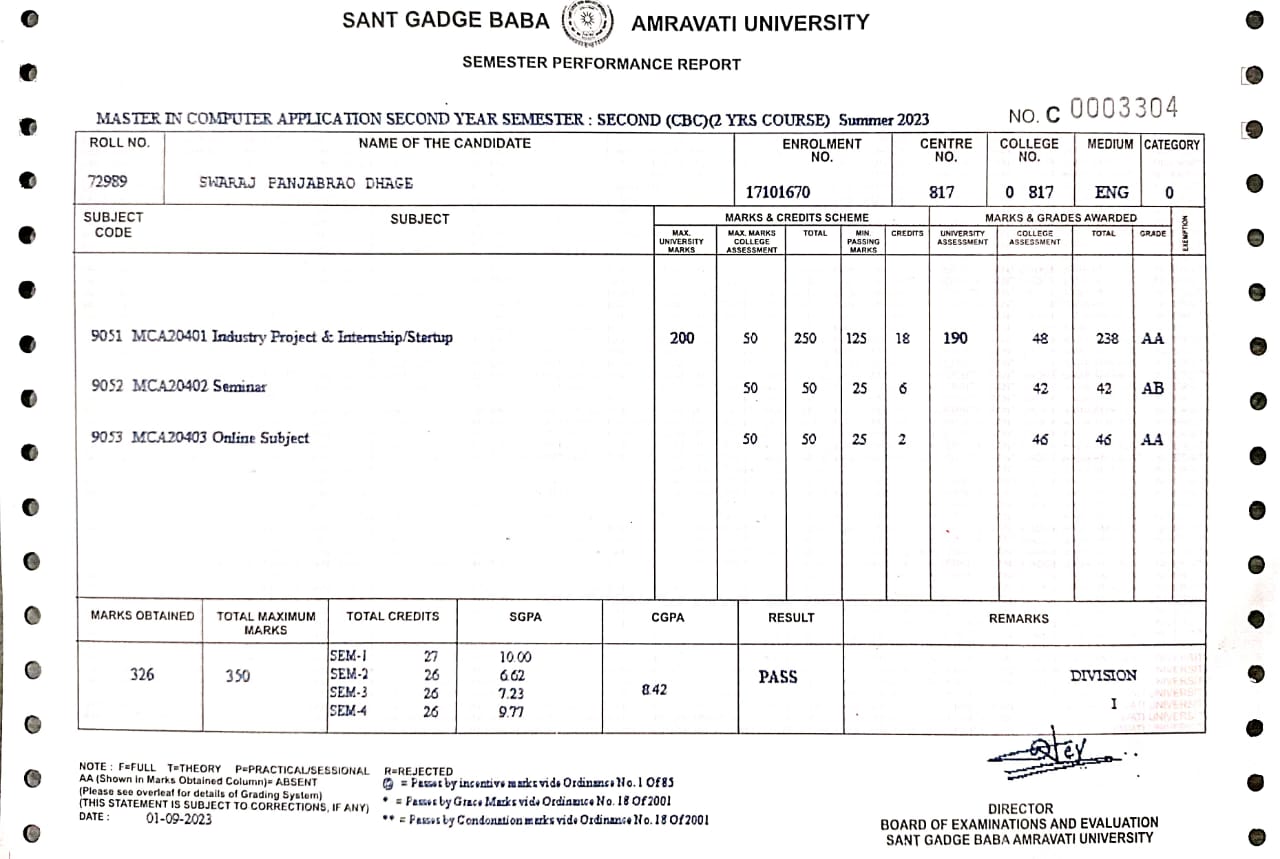 SANT GADGE BABA AMRAVATI UNIVERSITY
SEMESTER PERFORMANCE REPORT
MASTER IN COMPUTER APPLICATION SECOND YEAR SEMESTER : SECOND (CBC)(2 YRS COURSE) Summer 2023 NO. C 0003304
ROLL NO. NAME OF THE CANDIDATE ENROLMENT NO. CENTRE NO. COLLEGE NO. MEDIUM CATEGORY
72989 SWARAJ PANJABRAO DHAGE 17101670 817 0 817 ENG 0
SUBJECT CODE SUBJECT MARKS & CREDITS SCHEME MARKS & GRADES AWARDED EXEMPTION
MAX. UNIVERSITY MARKS MAX. MARKS COLLEGE ASSESSMENT TOTAL MIN. PASSING MARKS CREDITS UNIVERSITY ASSESSMENT COLLEGE ASSESSMENT TOTAL GRADE
9051 MCA20401 Industry Project & Internship/Startup 200 50 250 125 18 190 48 238 AA
9052 MCA20402 Seminar 50 50 25 6 42 42 AB
9053 MCA20403 Online Subject 50 50 25 2 46 46 AA
MARKS OBTAINED TOTAL MAXIMUM MARKS TOTAL CREDITS SGPA CGPA RESULT REMARKS
SEM-1 27 10.00
326 350 SEM-2 26 6.62 PASS DIVISION
SEM-3 26 7.23 8.42
SEM-4 26 9.77 I
NOTE : F=FULL T=THEORY P=PRACTICAL/SESSIONAL R=REJECTED
AA (Shown in Marks Obtained Column)= ABSENT
@ = Passes by incentive marks vide Ordinance No. 1 Of 85
(Please see overleaf for details of Grading System)
(THIS STATEMENT IS SUBJECT TO CORRECTIONS, IF ANY)
* = Passes by Grace Marks vide Ordinance No. 18 Of 2001
DATE : 01-09-2023
** = Passes by Condonation marks vide Ordinance No. 18 Of 2001
DIRECTOR
BOARD OF EXAMINATIONS AND EVALUATION
SANT GADGE BABA AMRAVATI UNIVERSITY